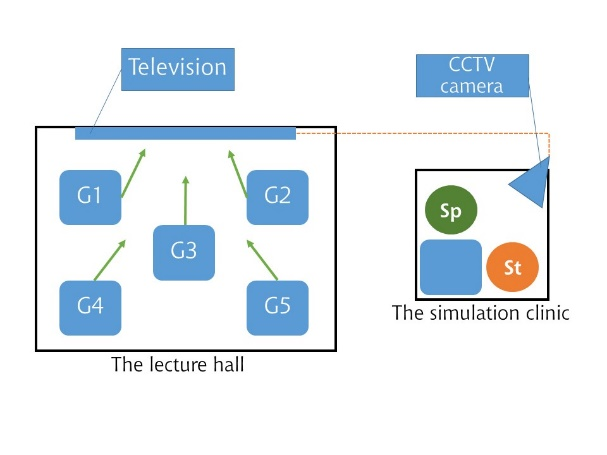 Television
CCTV
camera
G1
G2
G3
G4
G5
Sp
St
The simulation clinic
The lecture hall